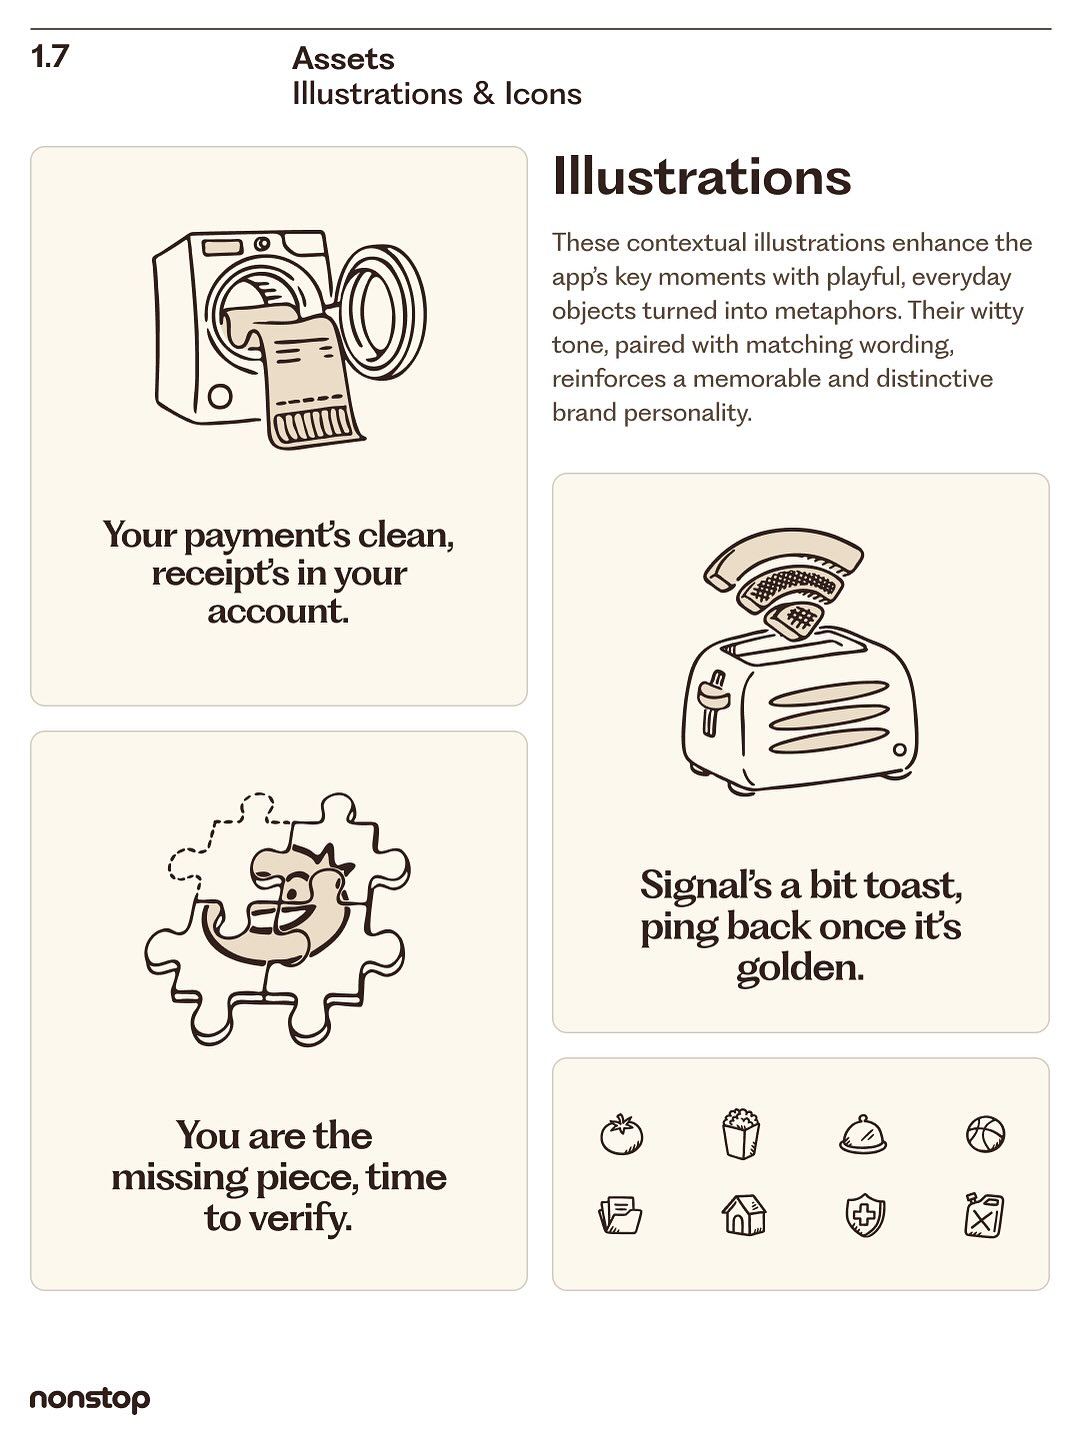 1.7
Assets
Illustrations & Icons
Illustrations
These contextual illustrations enhance the
app's key moments with playful, everyday
objects turned into metaphors. Their witty
tone, paired with matching wording,
reinforces a memorable and distinctive
brand personality.
Your payment's clean,
receipt's in your
account.
Signal's a bit toast,
ping back once it's
golden.
You are the
missing piece, time
to verify.
nonstop